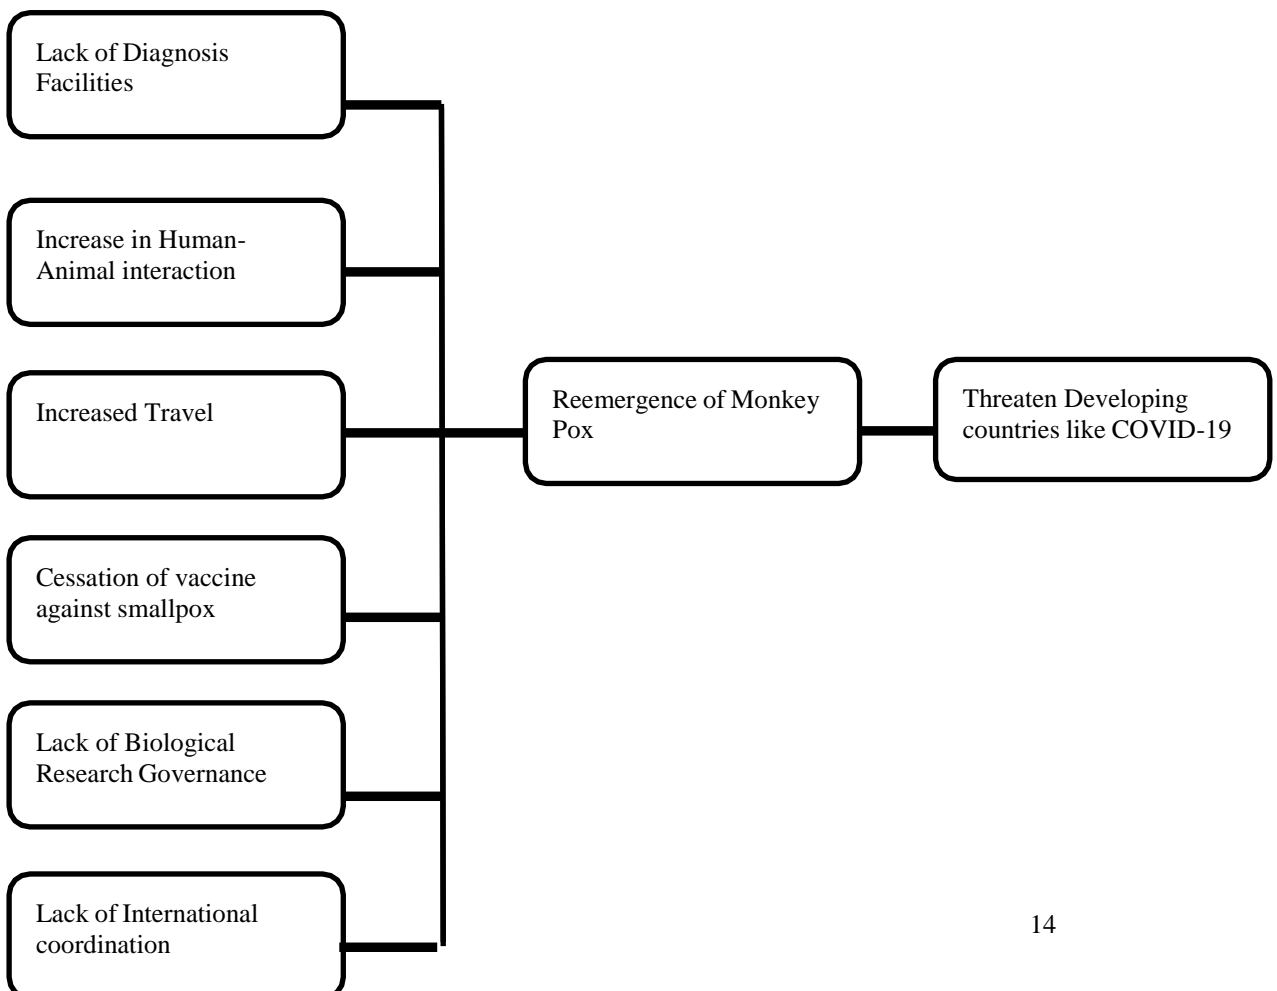 Lack of Diagnosis
Facilities
Increase in Human-
Animal interaction
Increased Travel
Reemergence of Monkey
Pox
Threaten Developing
countries like COVID-19
Cessation of vaccine
against smallpox
Lack of Biological
Research Governance
Lack of International
coordination
14